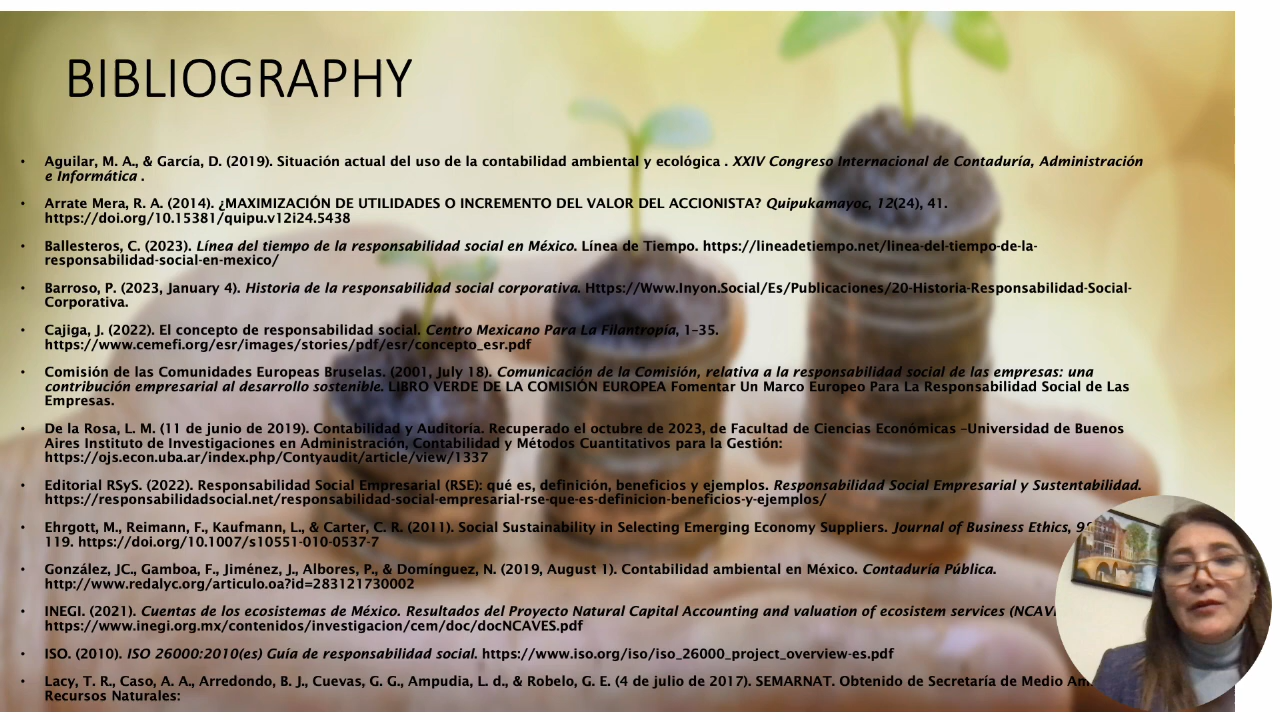 BIBLIOGRAPHY
• Aguilar, M. A., & García, D. (2019). Situación actual del uso de la contabilidad ambiental y ecológica . XXIV Congreso Internacional de Contaduría, Administración
e Informática .
• Arrate Mera, R. A. (2014). ¿MAXIMIZACIÓN DE UTILIDADES O INCREMENTO DEL VALOR DEL ACCIONISTA? Quipukamayoc, 12(24), 41.
https://doi.org/10.15381/quipu.v12i24.5438
• Ballesteros, C. (2023). Línea del tiempo de la responsabilidad social en México. Línea de Tiempo. https://lineadetiempo.net/linea-del-tiempo-de-la-
responsabilidad-social-en-mexico/
• Barroso, P. (2023, January 4). Historia de la responsabilidad social corporativa. Https://Www.Inyon.Social/Es/Publicaciones/20-Historia-Responsabilidad-Social-
Corporativa.
• Cajiga, J. (2022). El concepto de responsabilidad social. Centro Mexicano Para La Filantropía, 1–35.
https://www.cemefi.org/esr/images/stories/pdf/esr/concepto_esr.pdf
• Comisión de las Comunidades Europeas Bruselas. (2001, July 18). Comunicación de la Comisión, relativa a la responsabilidad social de las empresas: una
contribución empresarial al desarrollo sostenible. LIBRO VERDE DE LA COMISIÓN EUROPEA Fomentar Un Marco Europeo Para La Responsabilidad Social de Las
Empresas.
• De la Rosa, L. M. (11 de junio de 2019). Contabilidad y Auditoría. Recuperado el octubre de 2023, de Facultad de Ciencias Económicas –Universidad de Buenos
Aires Instituto de Investigaciones en Administración, Contabilidad y Métodos Cuantitativos para la Gestión:
https://ojs.econ.uba.ar/index.php/Contyaudit/article/view/1337
• Editorial RSyS. (2022). Responsabilidad Social Empresarial (RSE): qué es, definición, beneficios y ejemplos. Responsabilidad Social Empresarial y Sustentabilidad.
https://responsabilidadsocial.net/responsabilidad-social-empresarial-rse-que-es-definicion-beneficios-y-ejemplos/
• Ehrgott, M., Reimann, F., Kaufmann, L., & Carter, C. R. (2011). Social Sustainability in Selecting Emerging Economy Suppliers. Journal of Business Ethics,
119. https://doi.org/10.1007/s10551-010-0537-7
• González, JC., Gamboa, F., Jiménez, J., Albores, P., & Domínguez, N. (2019, August 1). Contabilidad ambiental en México. Contaduría Pública.
http://www.redalyc.org/articulo.oa?id=283121730002
• INEGI. (2021). Cuentas de los ecosistemas de México. Resultados del Proyecto Natural Capital Accounting and valuation of ecosystem services
https://www.inegi.org.mx/contenidos/investigacion/cem/doc/docNCAVES.pdf
• ISO. (2010). ISO 26000:2010(es) Guía de responsabilidad social. https://www.iso.org/iso/iso_26000_project_overview-es.pdf
• Lacy, T. R., Caso, A. A., Arredondo, B. J., Cuevas, G. G., Ampudia, L. d., & Robelo, G. E. (4 de julio de 2017). SEMARNAT. Obtenido de Secretaría de Medio
Recursos Naturales: